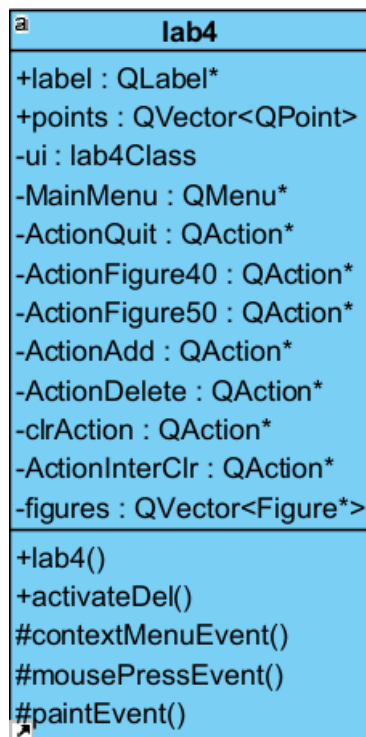 a
lab4
+label : QLabel*
+points : QVector<QPoint>
-ui : lab4Class
-MainMenu : QMenu*
-ActionQuit : QAction*
-ActionFigure40 : QAction*
-ActionFigure50 : QAction*
-ActionAdd : QAction*
-ActionDelete : QAction*
-clrAction : QAction*
-ActionInterClr : QAction*
-figures : QVector<Figure*>
+lab4()
+activateDel()
#contextMenuEvent()
#mousePressEvent()
#paintEvent()